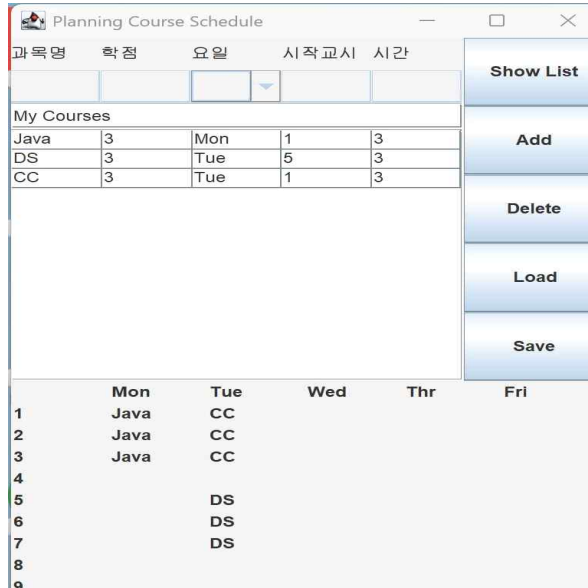 Planning Course Schedule
과목명 학점 요일 시작교시 시간
Show List
My Courses
Java 3 Mon 1 3
DS 3 Tue 5 3
CC 3 Tue 1 3
Add
Delete
Load
Save
Mon Tue Wed Thr Fri
1 Java CC
2 Java CC
3 Java CC
4
5 DS
6 DS
7 DS
8
9